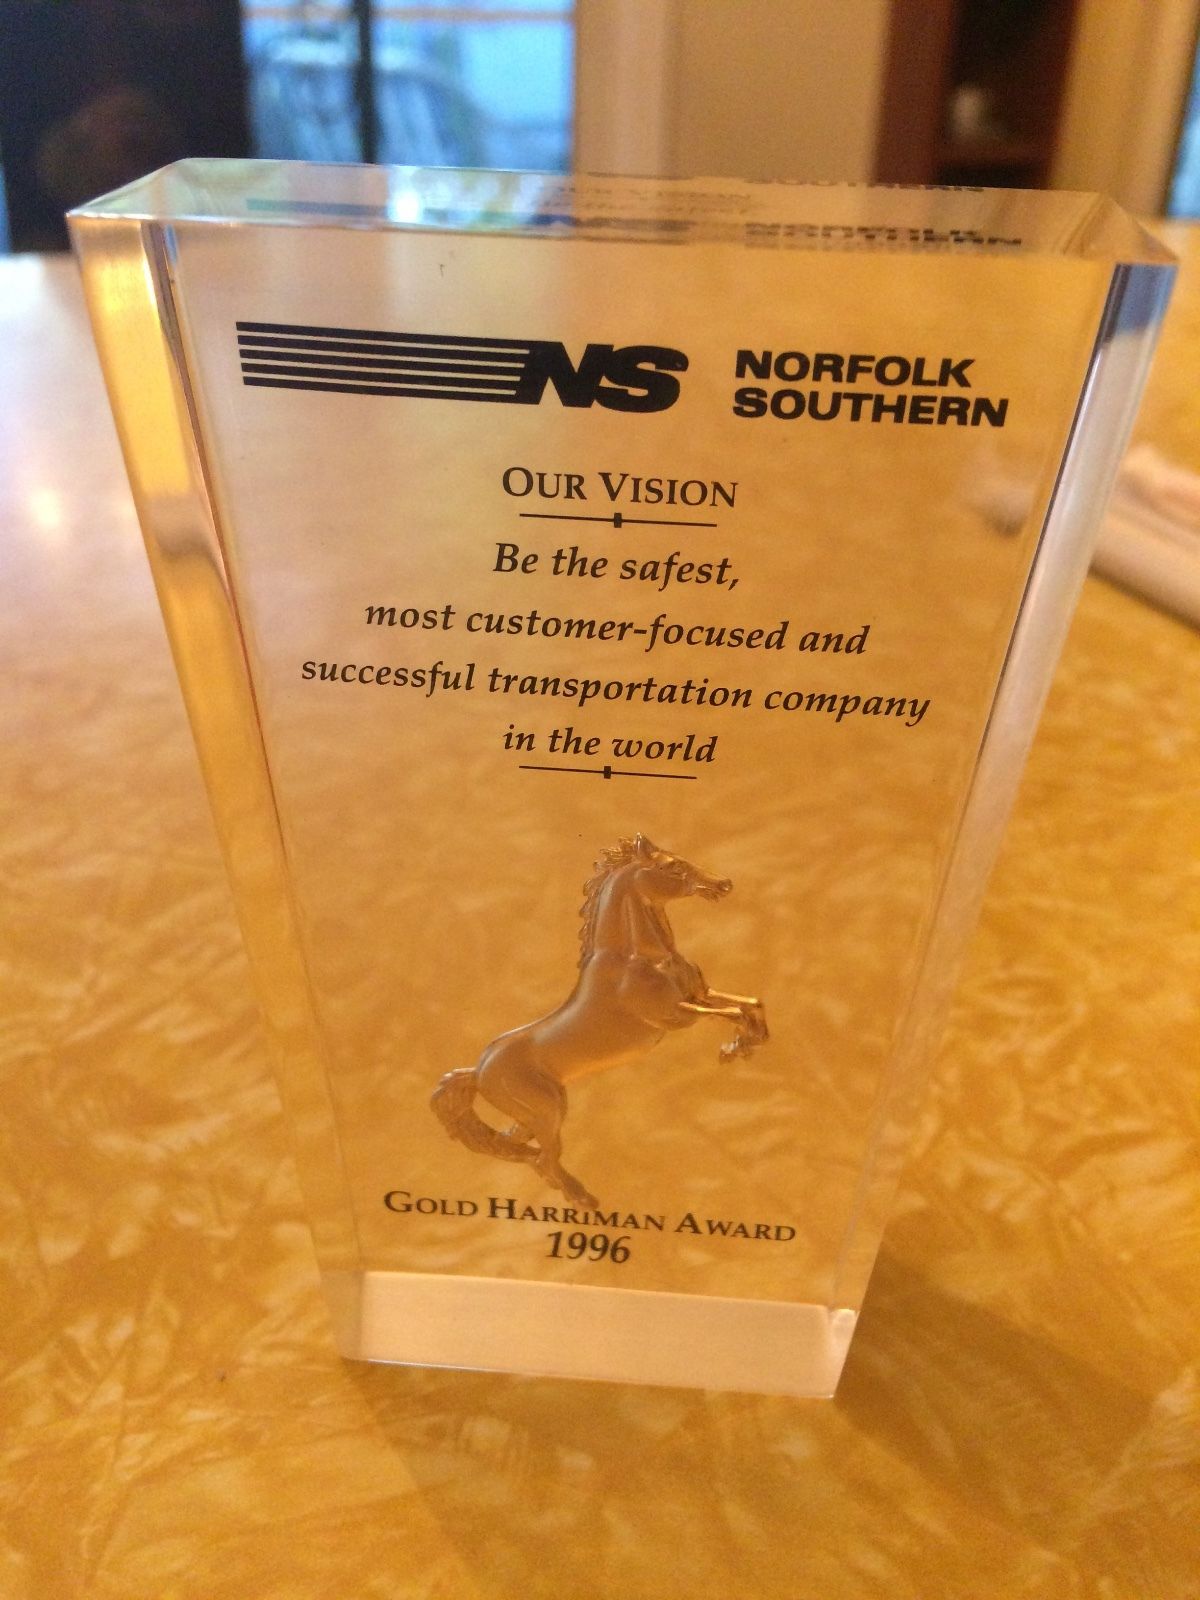 NS NORFOLK
SOUTHERN
OUR VISION
Be the safest,
most customer-focused and
successful transportation company
in the world
GOLD HARRIMAN AWARD
1996